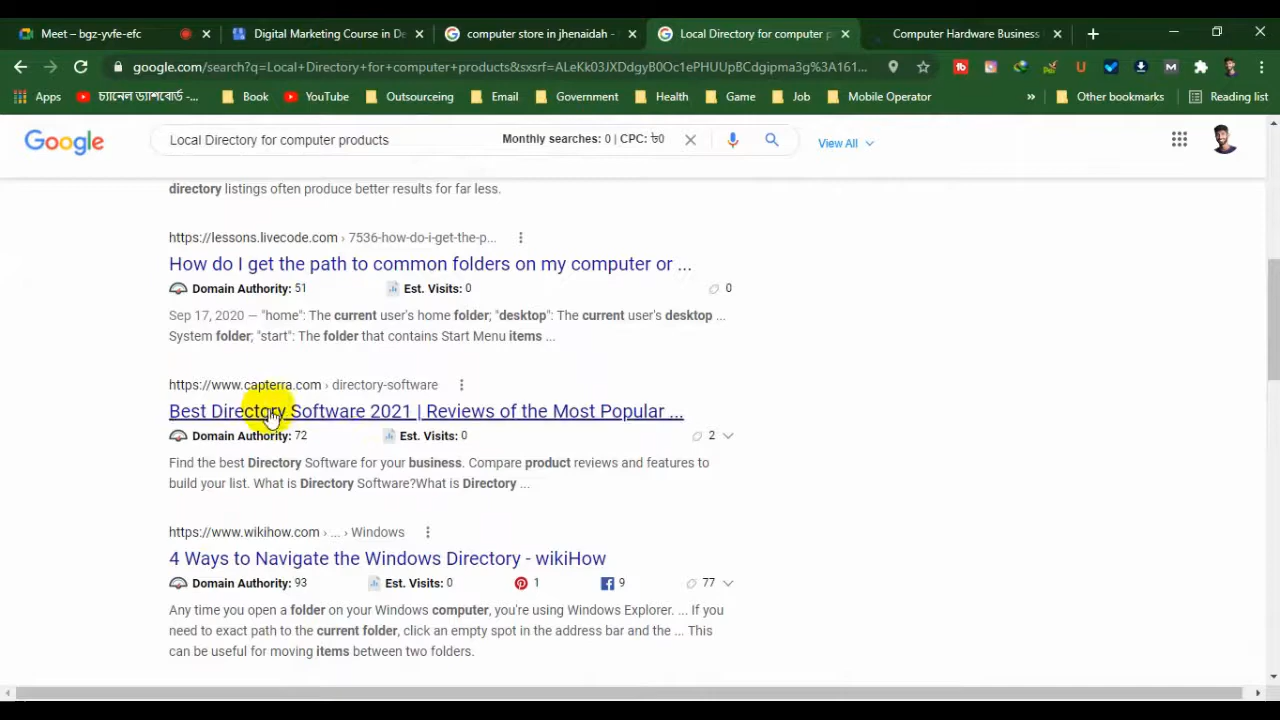 Meet – bgz-yvfe-efc
Digital Marketing Course in De
computer store in jhenaidah -
Local Directory for computer p
Computer Hardware Business
google.com/search?q=Local+Directory+for+computer+products&sxsrf=ALeKk03JXDdgyB0Oc1ePHUUpBCdgipma3g%3A161...
Apps
চ্যানেল ড্যাশবোর্ড -...
Book
YouTube
Outsourceing
Email
Government
Health
Game
Job
Mobile Operator
»
Other bookmarks
Reading list
Google
Local Directory for computer products
Monthly searches: 0 | CPC: ৳0
View All
directory listings often produce better results for far less.
https://lessons.livecode.com › 7536-how-do-i-get-the-p...
How do I get the path to common folders on my computer or ...
Domain Authority: 51
Est. Visits: 0
0
Sep 17, 2020 — "home": The current user's home folder; "desktop": The current user's desktop ...
System folder; "start": The folder that contains Start Menu items ...
https://www.capterra.com › directory-software
Best Directory Software 2021 | Reviews of the Most Popular ...
Domain Authority: 72
Est. Visits: 0
2
Find the best Directory Software for your business. Compare product reviews and features to
build your list. What is Directory Software?What is Directory ...
https://www.wikihow.com › ... › Windows
4 Ways to Navigate the Windows Directory - wikiHow
Domain Authority: 93
Est. Visits: 0
1
9
77
Any time you open a folder on your Windows computer, you're using Windows Explorer. ... If you
need to exact path to the current folder, click an empty spot in the address bar and the ... This
can be useful for moving items between two folders.